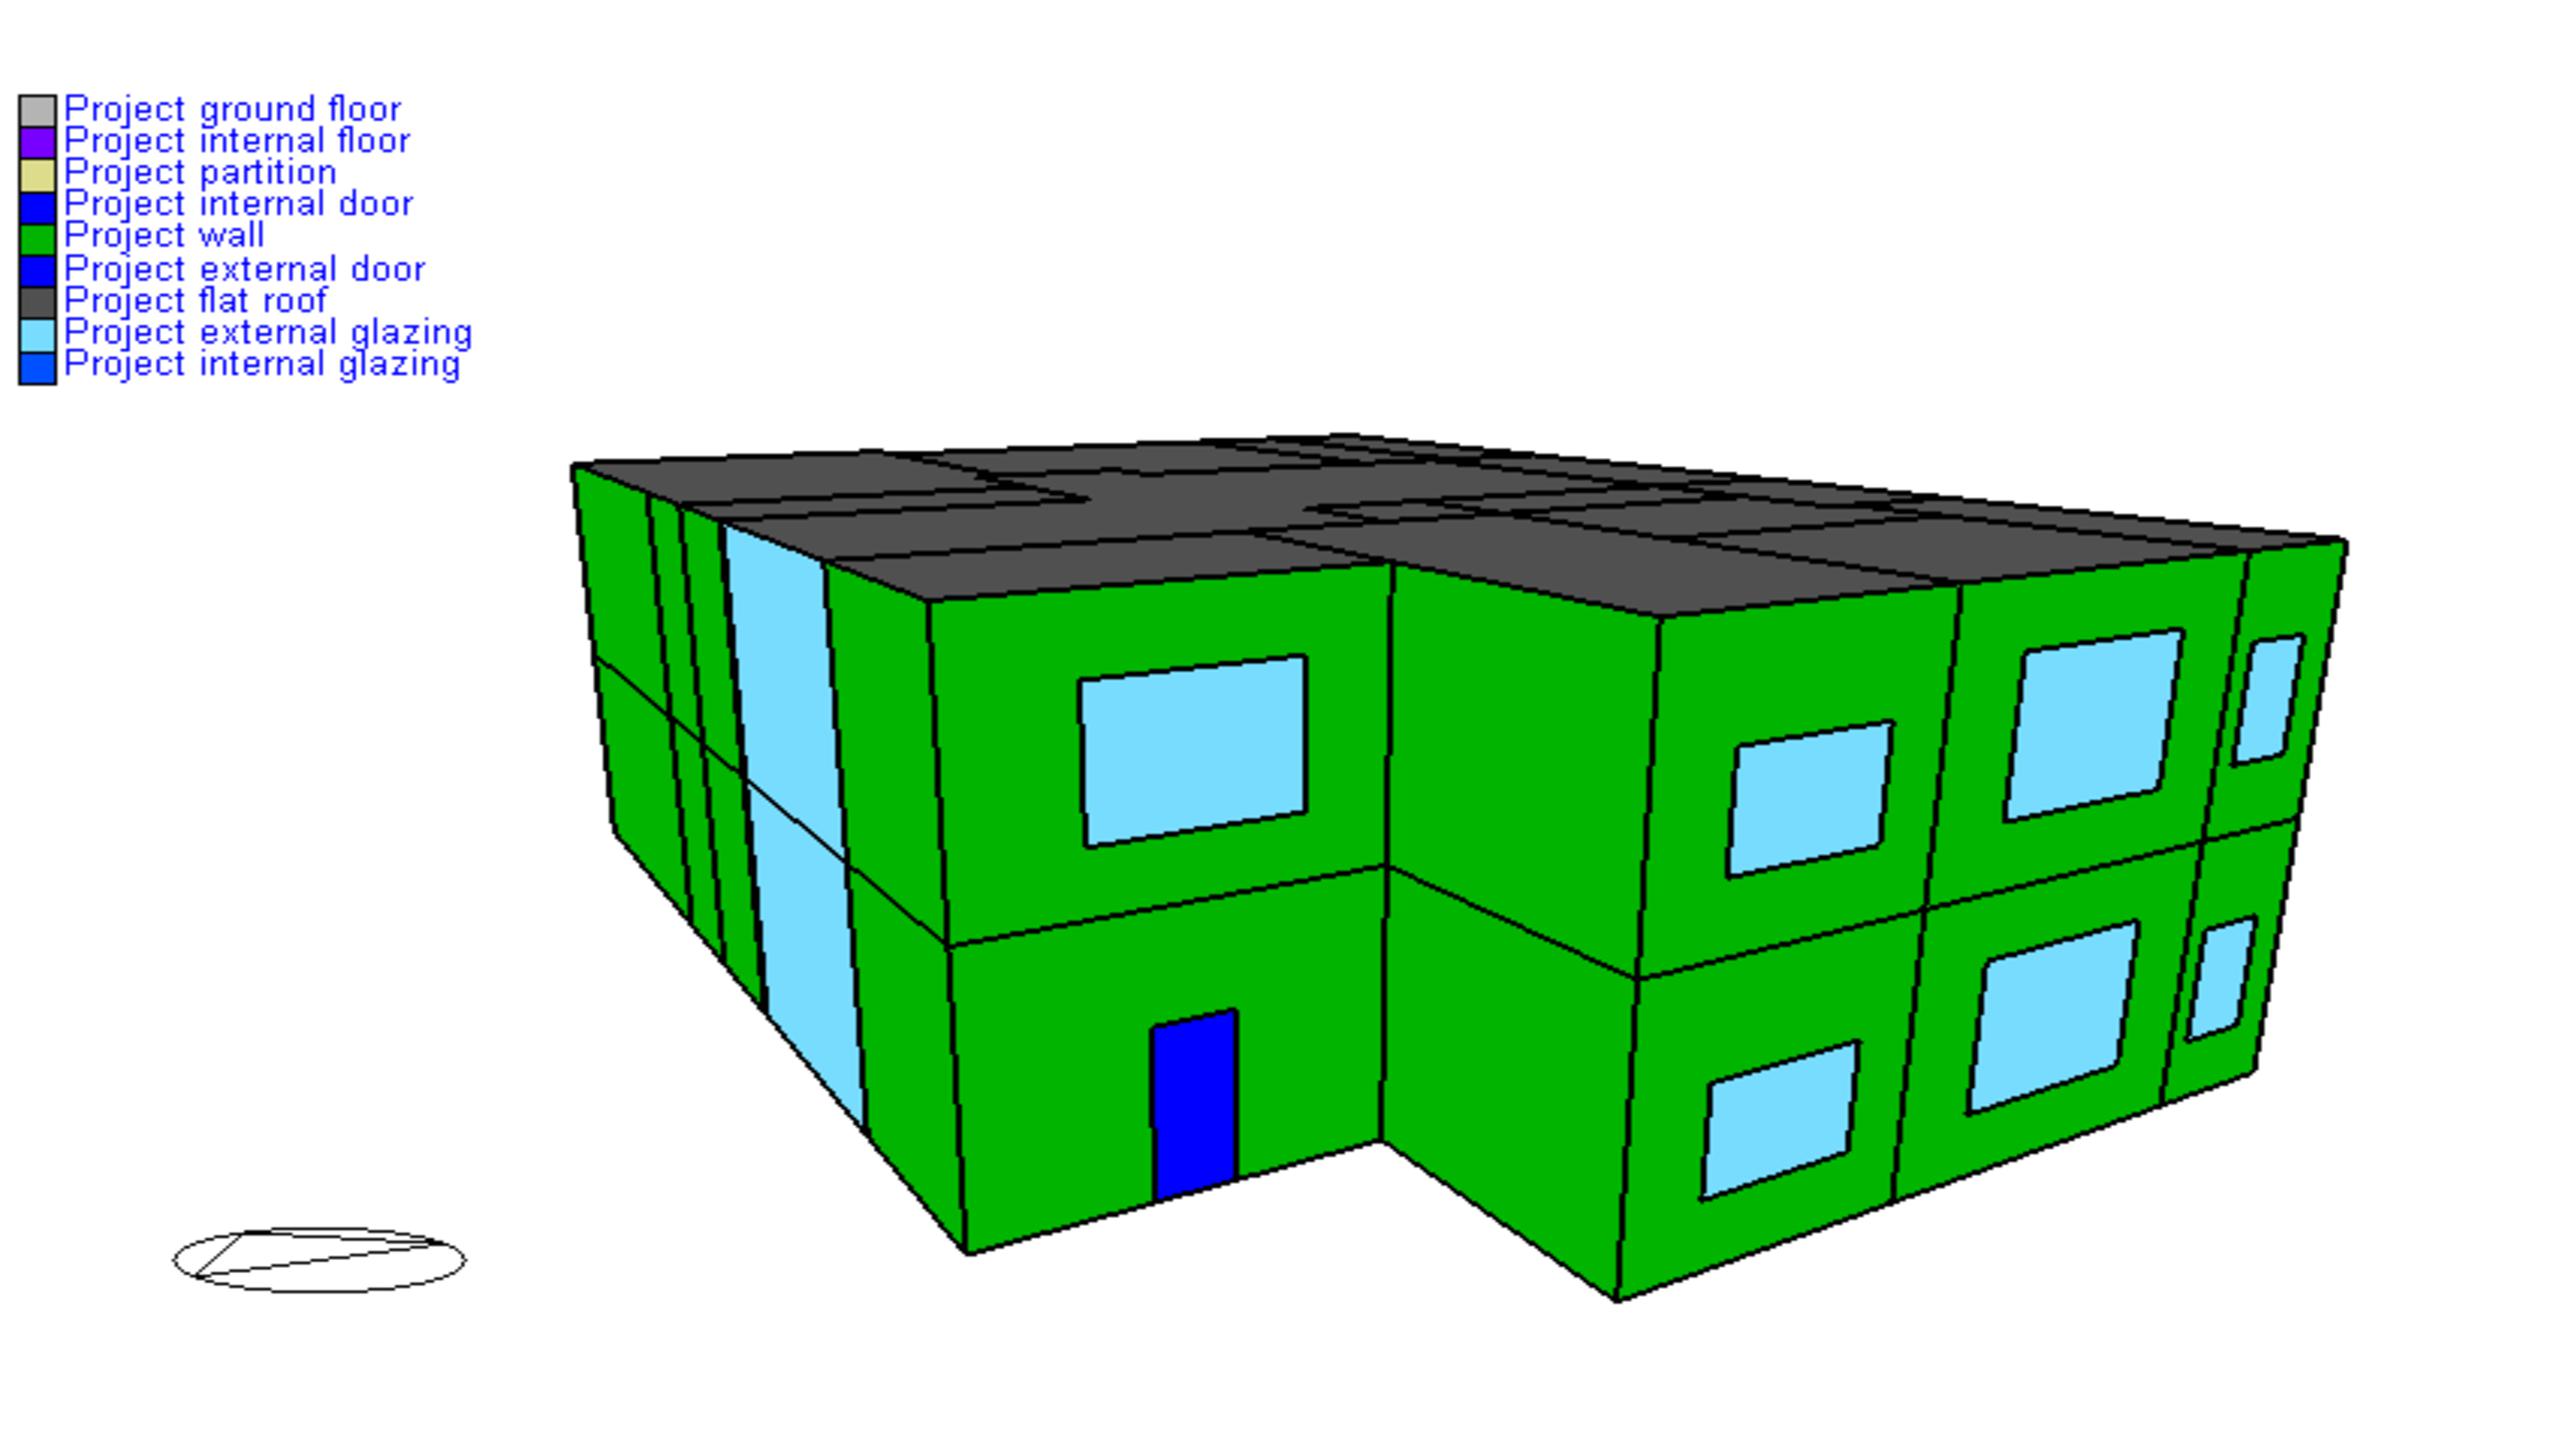 Project ground floor
Project internal floor
Project partition
Project internal door
Project wall
Project external door
Project flat roof
Project external glazing
Project internal glazing